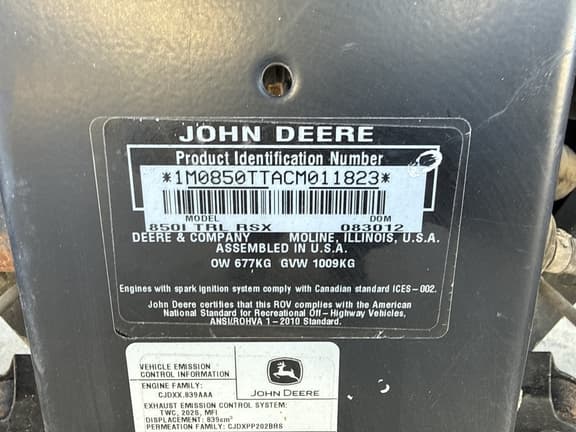 JOHN DEERE
Product Identification Number
*1M0850TTACM011823*
MODEL DOM
850I TRL RSX 083012
DEERE & COMPANY MOLINE, ILLINOIS, U.S.A.
ASSEMBLED IN U.S.A.
OW 677KG GVW 1009KG
Engines with spark ignition system comply with Canadian standard ICES-002.
John Deere certifies that this ROV complies with the American
National Standard for Recreational Off-Highway Vehicles,
ANSI/ROHVA 1-2010 Standard.
VEHICLE EMISSION
CONTROL INFORMATION
ENGINE FAMILY:
CJDXX.839AAA
JOHN DEERE
EXHAUST EMISSION CONTROL SYSTEM:
TWC, 2O2S, MFI
DISPLACEMENT: 839cm³
PERMEATION FAMILY: CJDXPP202BHS